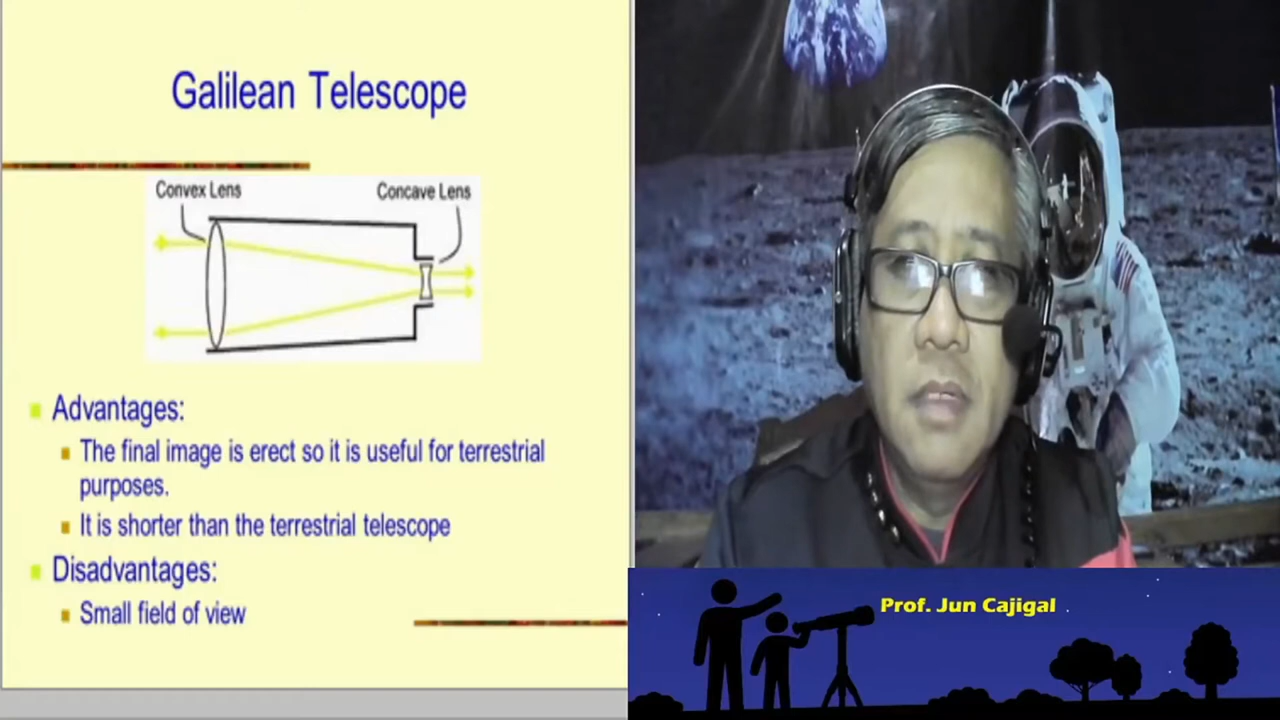 Galilean Telescope
Convex Lens
Concave Lens
Advantages:
The final image is erect so it is useful for terrestrial
purposes.
It is shorter than the terrestrial telescope
Disadvantages:
Small field of view
Prof. Jun Cajigal